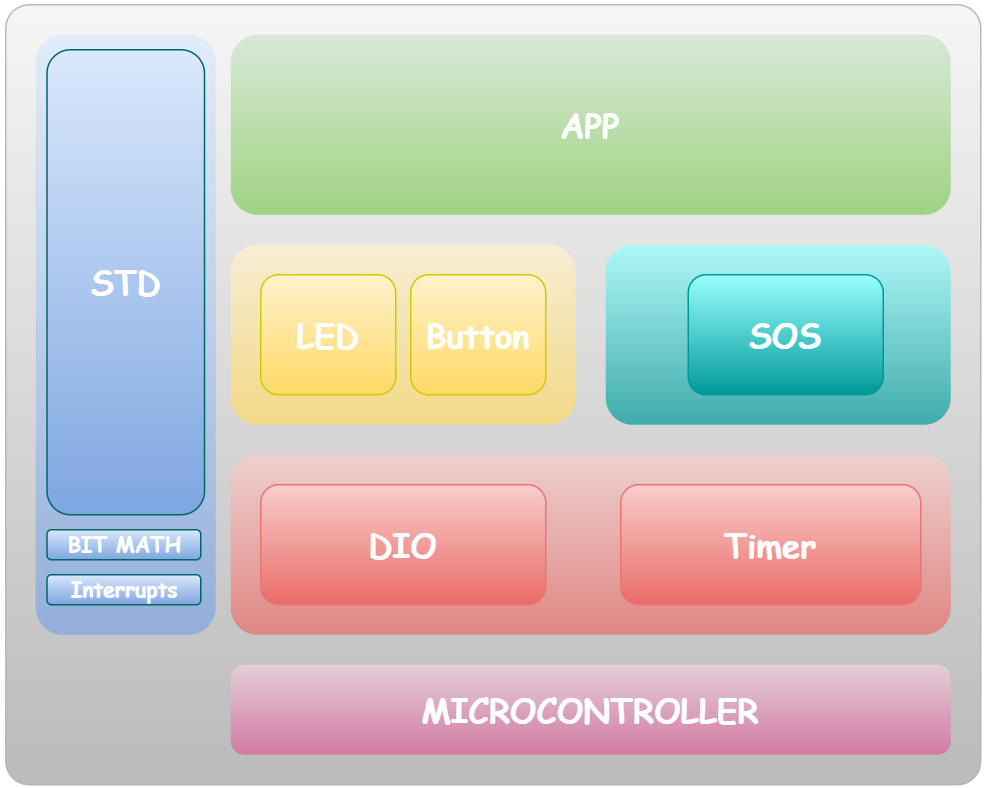 APP
STD
LED
Button
SOS
DIO
Timer
BIT MATH
Interrupts
MICROCONTROLLER